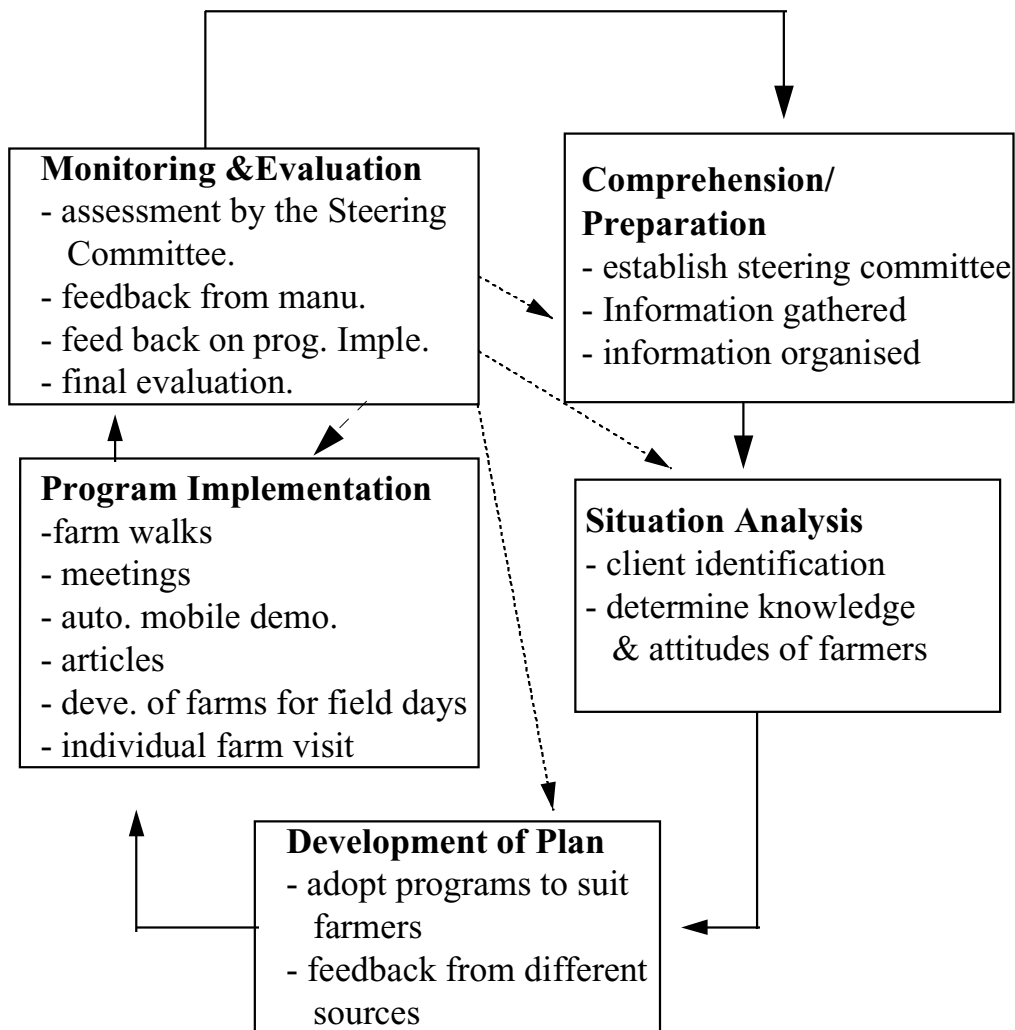 Monitoring &Evaluation
- assessment by the Steering
Committee.
- feedback from manu.
- feed back on prog. Imple.
- final evaluation.
Comprehension/
Preparation
- establish steering committee
- Information gathered
- information organised
Program Implementation
-farm walks
- meetings
- auto. mobile demo.
- articles
- deve. of farms for field days
- individual farm visit
Situation Analysis
- client identification
- determine knowledge
& attitudes of farmers
Development of Plan
- adopt programs to suit
farmers
- feedback from different
sources